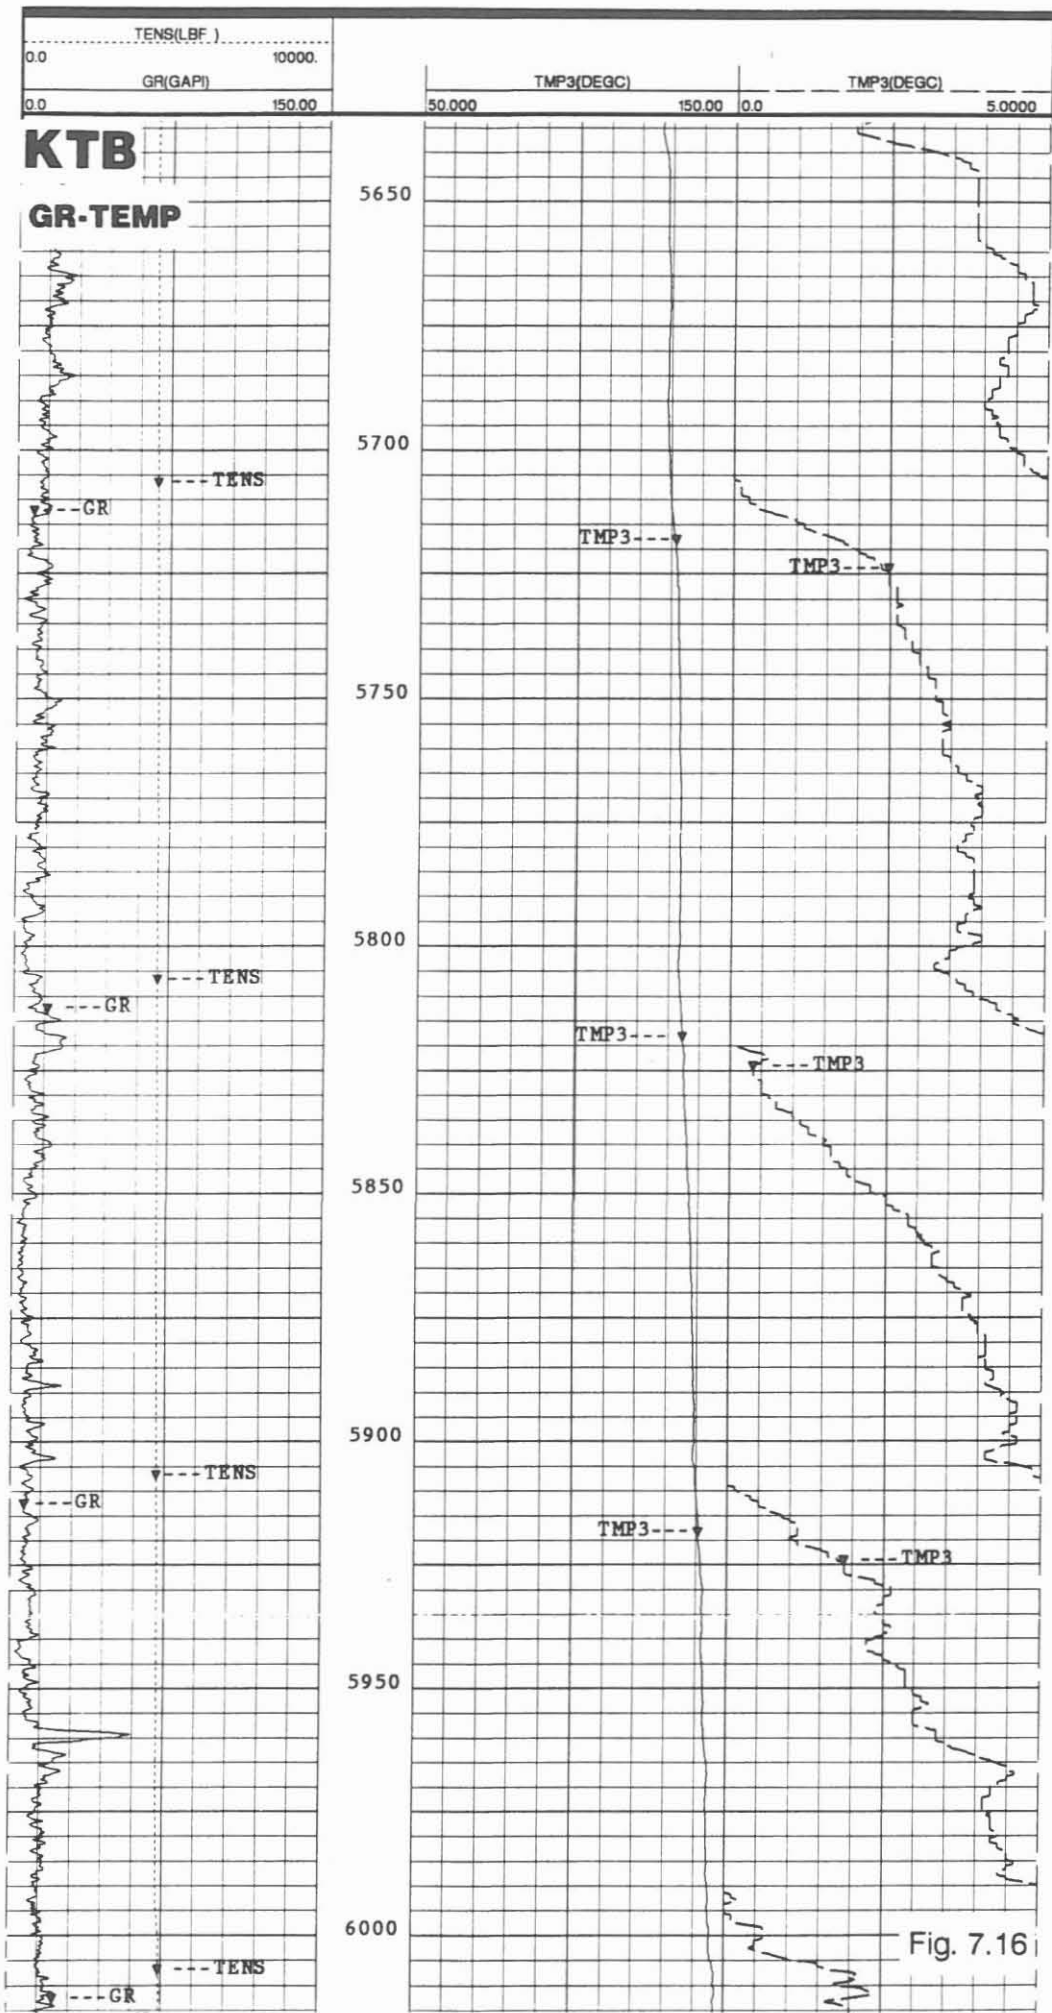 TENS(LBF )
0.0 10000.
GR(GAPI) TMP3(DEGC) TMP3(DEGC)
0.0 150.00 50.000 150.00 0.0 5.0000
KTB
GR-TEMP
5650
5700
---TENS
---GR
TMP3---
TMP3---
5750
5800
---TENS
---GR
TMP3---
---TMP3
5850
5900
---TENS
---GR
TMP3---
---TMP3
5950
6000
Fig. 7.16
---TENS
---GR